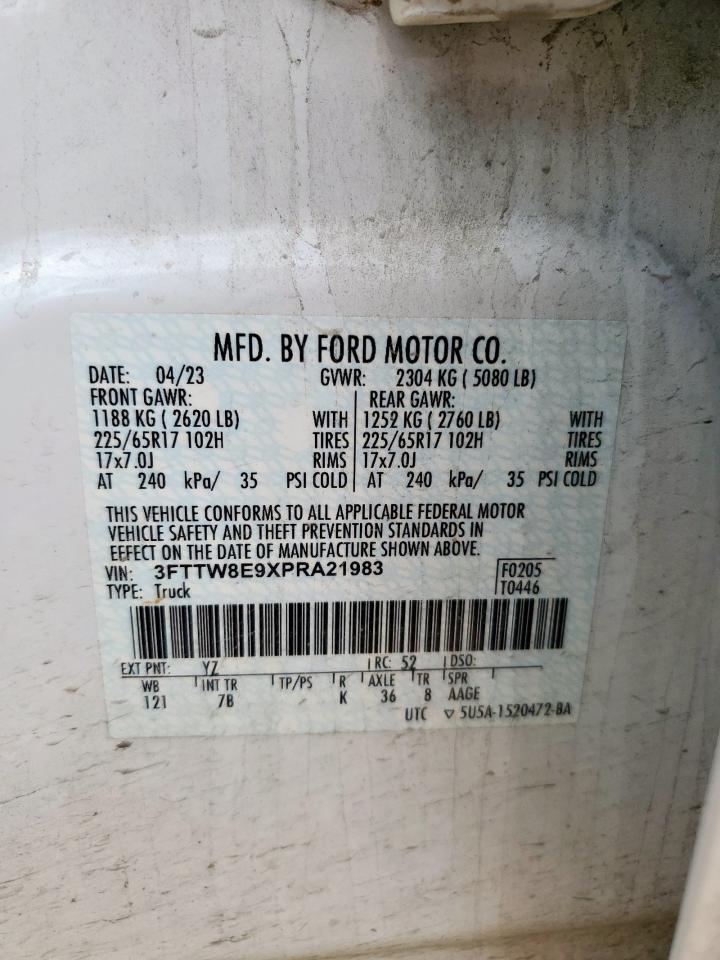 MFD. BY FORD MOTOR CO.
DATE: 04/23 GVWR: 2304 KG ( 5080 LB)
FRONT GAWR: REAR GAWR:
1188 KG ( 2620 LB) WITH 1252 KG ( 2760 LB) WITH
225/65R17 102H TIRES 225/65R17 102H TIRES
17x7.0J RIMS 17x7.0J RIMS
AT 240 kPa/ 35 PSI COLD AT 240 kPa/ 35 PSI COLD
THIS VEHICLE CONFORMS TO ALL APPLICABLE FEDERAL MOTOR
VEHICLE SAFETY AND THEFT PREVENTION STANDARDS IN
EFFECT ON THE DATE OF MANUFACTURE SHOWN ABOVE.
VIN: 3FTTW8E9XPRA21983 F0205
TYPE: Truck T0446
EXT PNT: YZ RC: 52 DSO:
WB INT TR TP/PS R AXLE TR SPR
121 7B K 36 8 AAGE
UTC ▽ 5U5A-1520472-BA